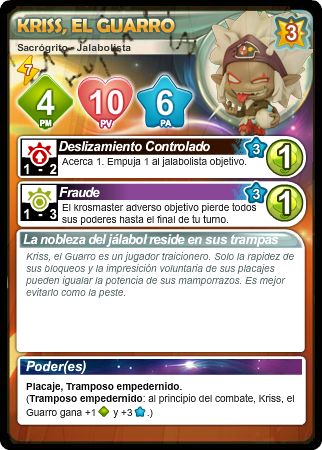 KRISS, EL GUARRO
3
Sacrógrito - Jalabolista
7
4
PM
10
PV
6
PA
Deslizamiento Controlado
3
Acerca 1. Empuja 1 al jalabolista objetivo.
1 - 2
1
Fraude
3
El krosmaster adverso objetivo pierde todos
sus poderes hasta el final de tu turno.
1 - 3
1
La nobleza del jálabol reside en sus trampas
Kriss, el Guarro es un jugador traicionero. Solo la rapidez de
sus bloqueos y la impresición voluntaria de sus placajes
pueden igualar la potencia de sus mamporrazos. Es mejor
evitarlo como la peste.
Poder(es)
Placaje, Tramposo empedernido.
(Tramposo empedernido: al principio del combate, Kriss, el
Guarro gana +1 y +3 .)